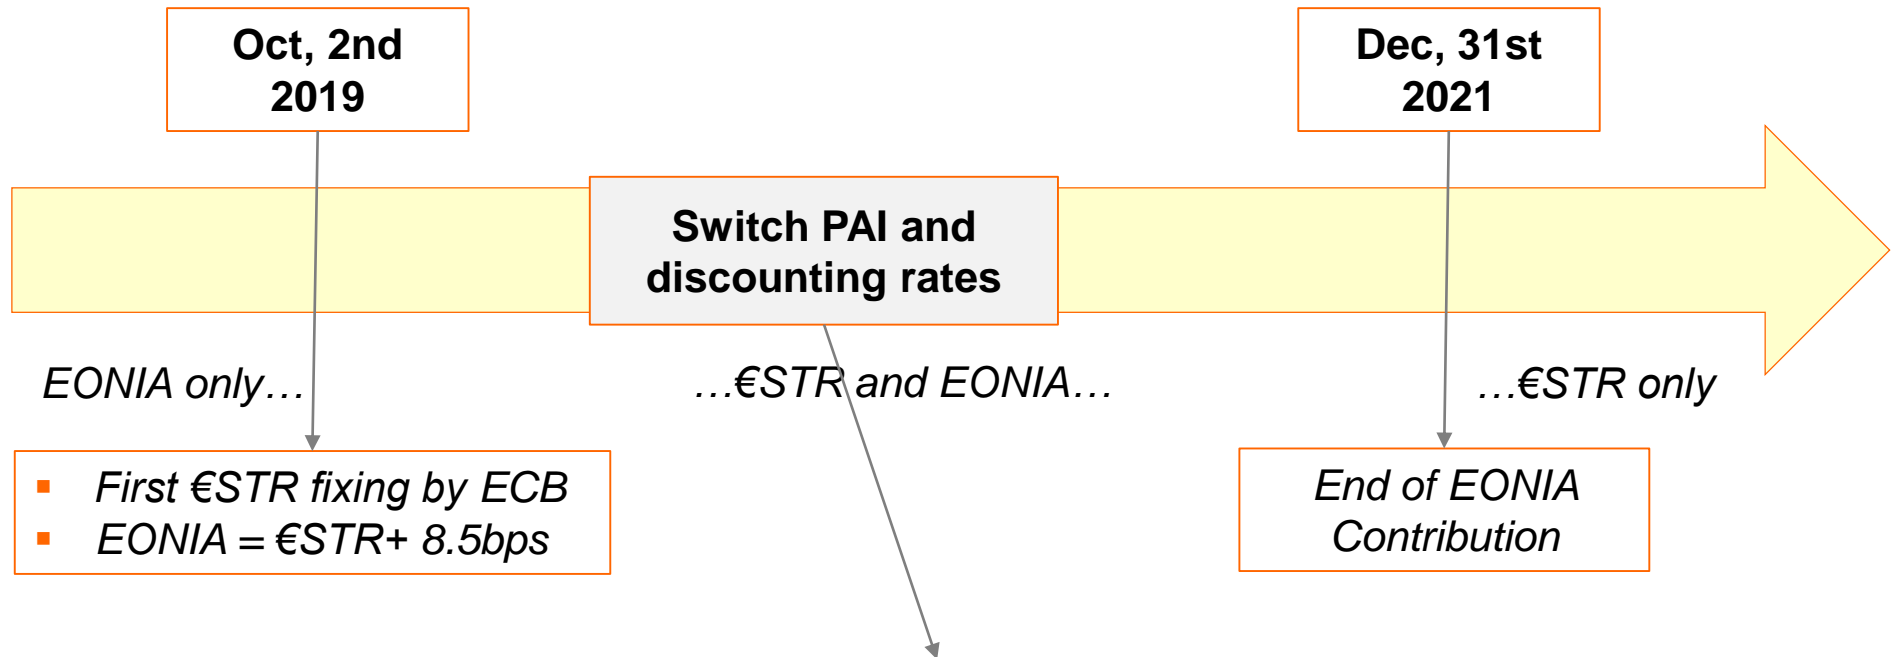 Oct, 2nd
2019
Dec, 31st
2021
Switch PAI and
discounting rates
EONIA only…
…€STR and EONIA…
…€STR only
▪ First €STR fixing by ECB
▪ EONIA = €STR+ 8.5bps
End of EONIA
Contribution